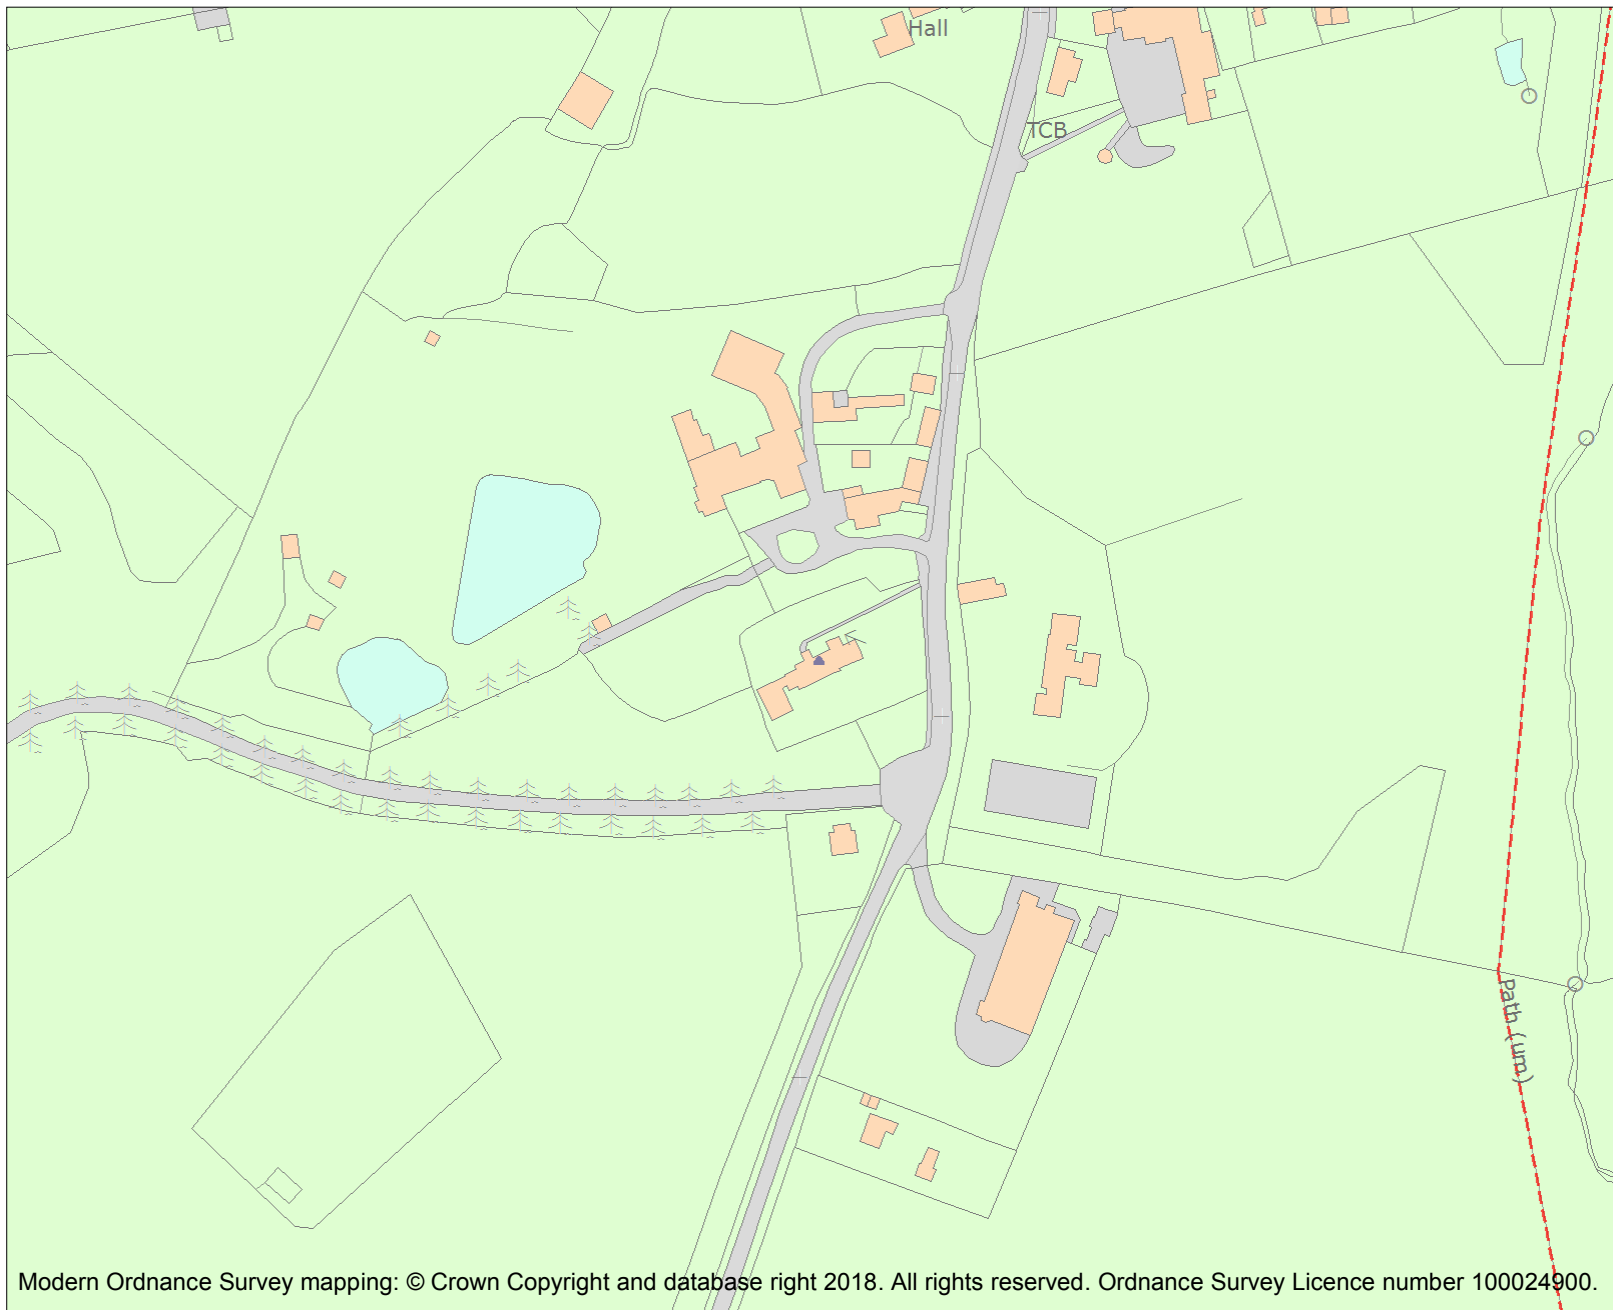 Hall
TCB
Path (um)
Modern Ordnance Survey mapping: © Crown Copyright and database right 2018. All rights reserved. Ordnance Survey Licence number 100024900.